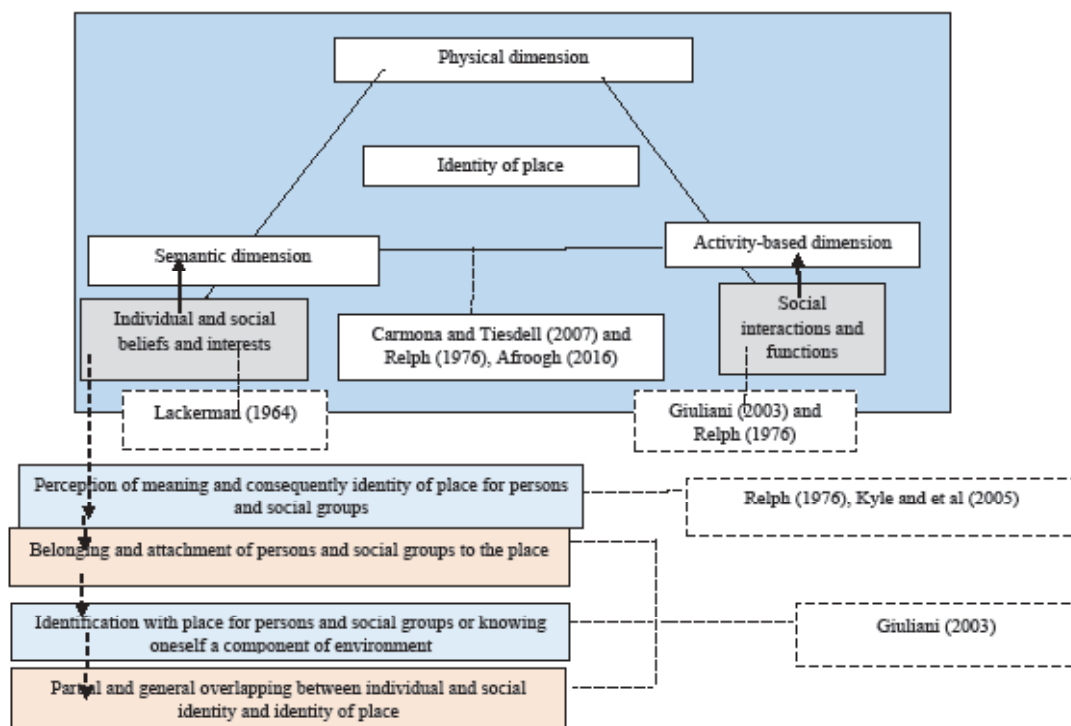 Physical dimension
Identity of place
Semantic dimension
Activity-based dimension
Individual and social
beliefs and interests
Carmona and Tiesdell (2007) and
Relph (1976), Afroogh (2016)
Social
interactions and
functions
Lackerman (1964)
Giuliani (2003) and
Relph (1976)
Perception of meaning and consequently identity of place for persons
and social groups
Relph (1976), Kyle and et al (2005)
Belonging and attachment of persons and social groups to the place
Identification with place for persons and social groups or knowing
oneself a component of environment
Giuliani (2003)
Partial and general overlapping between individual and social
identity and identity of place